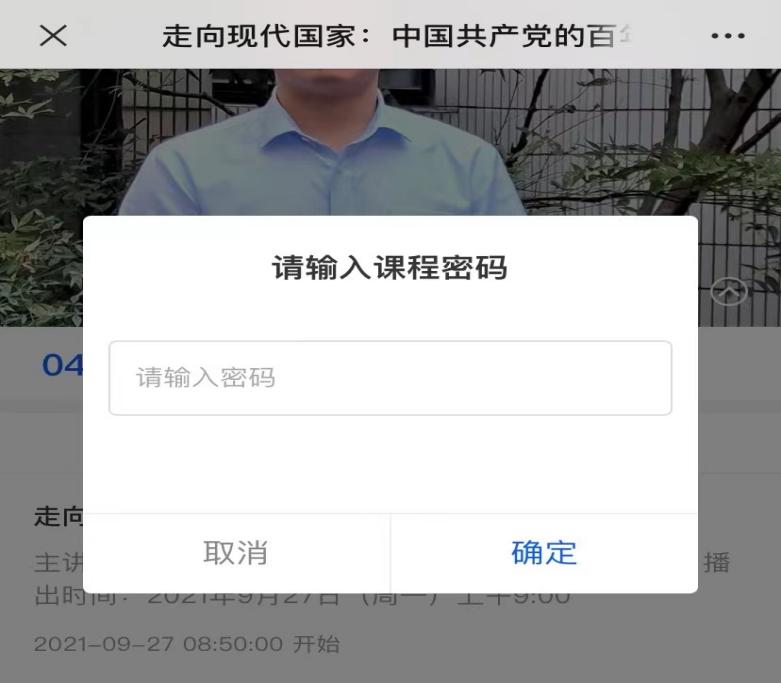 走向现代国家：中国共产党的百
请输入课程密码
04
请输入密码
走向
取消
确定
主讲
播
出时间：2021年9月27日（周一）上午9:00
2021-09-27 08:50:00 开始